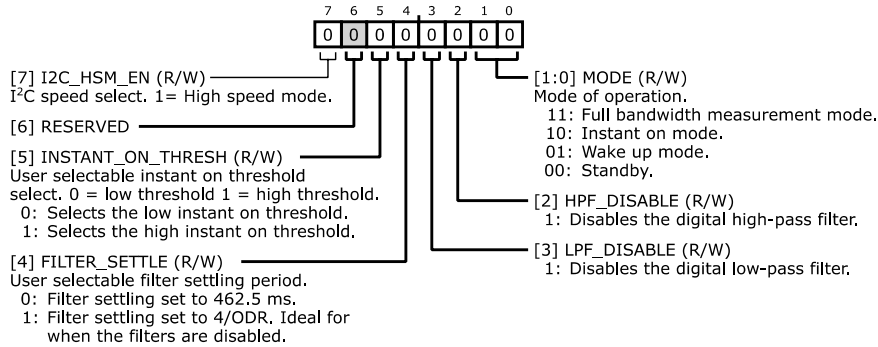 7 6 5 4 3 2 1 0
0 0 0 0 0 0 0 0
[7] I2C_HSM_EN (R/W)
I²C speed select. 1= High speed mode.
[6] RESERVED
[5] INSTANT_ON_THRESH (R/W)
User selectable instant on threshold
select. 0 = low threshold 1 = high threshold.
0: Selects the low instant on threshold.
1: Selects the high instant on threshold.
[4] FILTER_SETTLE (R/W)
User selectable filter settling period.
0: Filter settling set to 462.5 ms.
1: Filter settling set to 4/ODR. Ideal for
when the filters are disabled.
[1:0] MODE (R/W)
Mode of operation.
11: Full bandwidth measurement mode.
10: Instant on mode.
01: Wake up mode.
00: Standby.
[2] HPF_DISABLE (R/W)
1: Disables the digital high-pass filter.
[3] LPF_DISABLE (R/W)
1: Disables the digital low-pass filter.